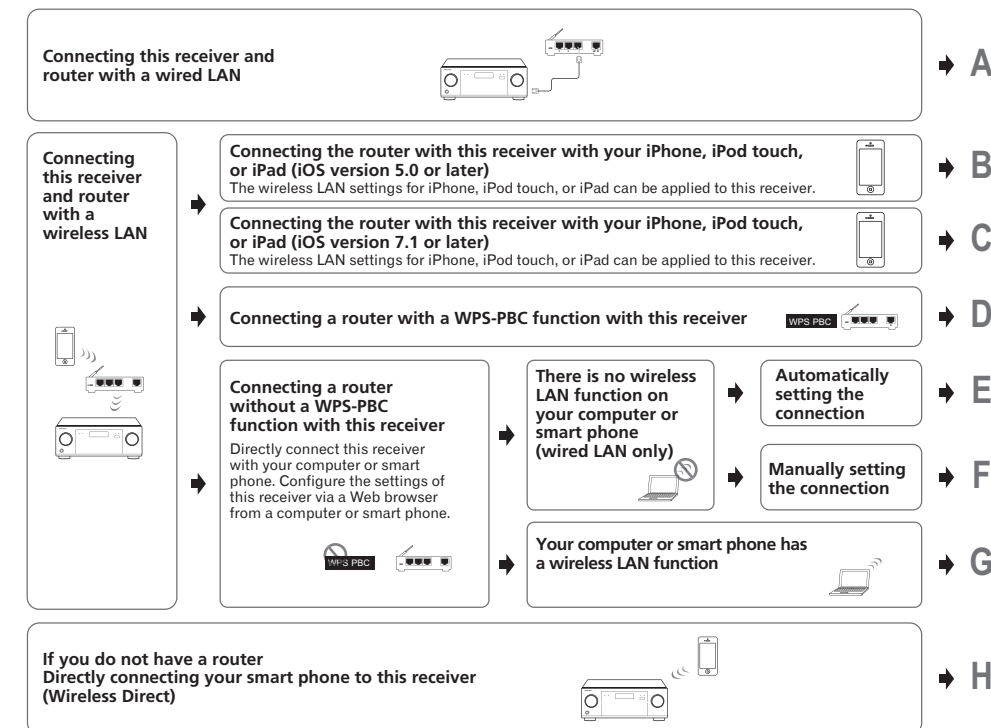 Connecting this receiver and
router with a wired LAN
A
Connecting
this receiver
and router
with a
wireless LAN
Connecting the router with this receiver with your iPhone, iPod touch,
or iPad (iOS version 5.0 or later)
The wireless LAN settings for iPhone, iPod touch, or iPad can be applied to this receiver.
B
Connecting the router with this receiver with your iPhone, iPod touch,
or iPad (iOS version 7.1 or later)
The wireless LAN settings for iPhone, iPod touch, or iPad can be applied to this receiver.
C
Connecting a router with a WPS-PBC function with this receiver
WPS PBC
D
Connecting a router
without a WPS-PBC
function with this receiver
Directly connect this receiver
with your computer or smart
phone. Configure the settings of
this receiver via a Web browser
from a computer or smart phone.
WPS PBC
There is no wireless
LAN function on
your computer or
smart phone
(wired LAN only)
Automatically
setting the
connection
E
Manually setting
the connection
F
Your computer or smart phone has
a wireless LAN function
G
If you do not have a router
Directly connecting your smart phone to this receiver
(Wireless Direct)
H